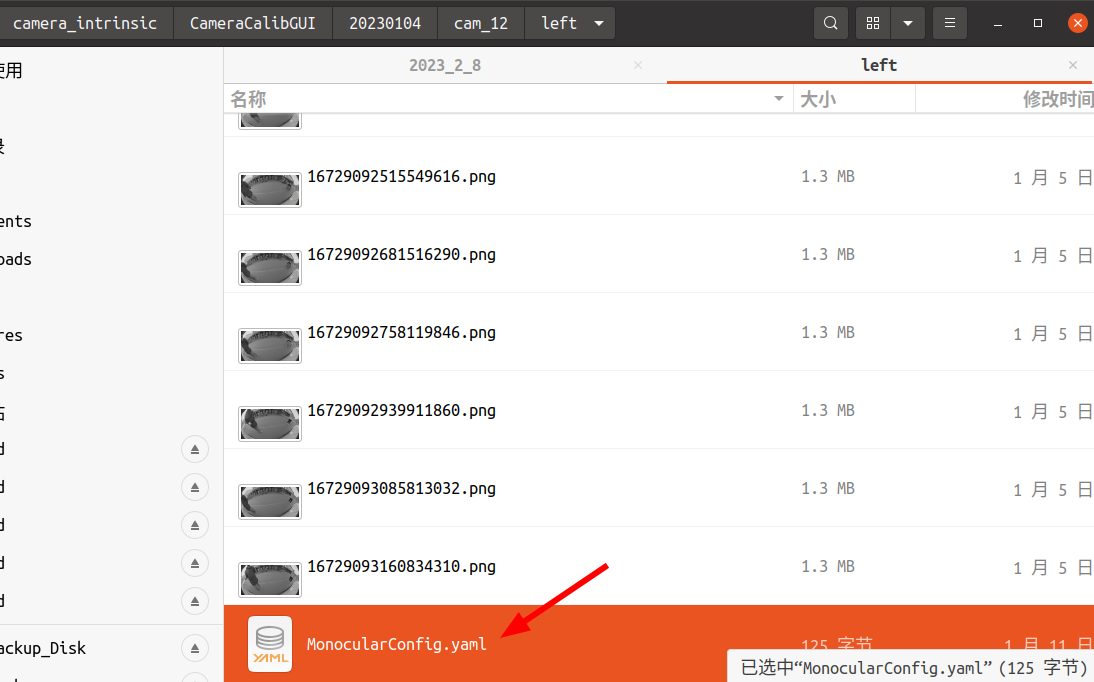 camera_intrinsic CameraCalibGUI 20230104 cam_12 left
使用
2023_2_8 left
名称 大小 修改时间
16729092515549616.png 1.3 MB 1 月 5 日
ents
16729092681516290.png 1.3 MB 1 月 5 日
oads
16729092758119846.png 1.3 MB 1 月 5 日
res
s
16729092939911860.png 1.3 MB 1 月 5 日
d
16729093085813032.png 1.3 MB 1 月 5 日
d
d
16729093160834310.png 1.3 MB 1 月 5 日
d
d
YAML MonocularConfig.yaml 125 字节 1 月 11 日
ackup_Disk
已选中“MonocularConfig.yaml” (125 字节)